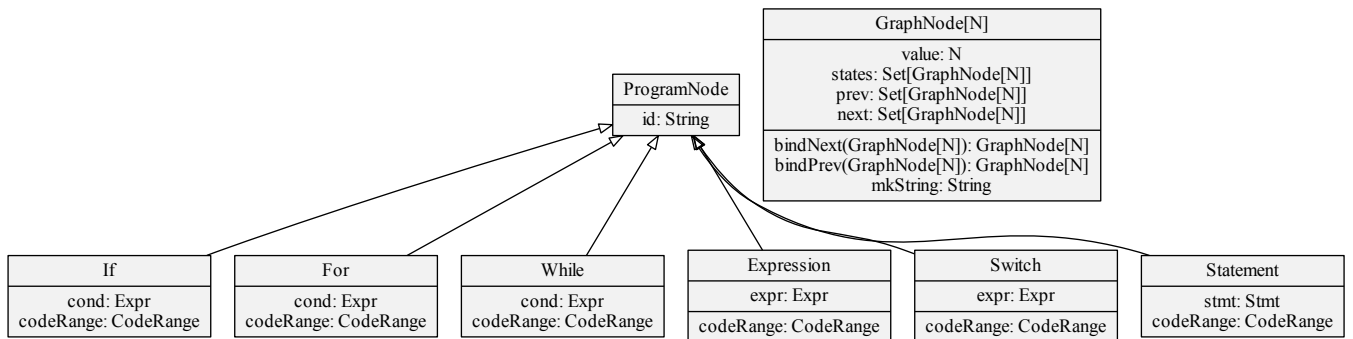 GraphNode[N]
value: N
states: Set[GraphNode[N]]
prev: Set[GraphNode[N]]
next: Set[GraphNode[N]]
bindNext(GraphNode[N]): GraphNode[N]
bindPrev(GraphNode[N]): GraphNode[N]
mkString: String
ProgramNode
id: String
If
cond: Expr
codeRange: CodeRange
For
cond: Expr
codeRange: CodeRange
While
cond: Expr
codeRange: CodeRange
Expression
expr: Expr
codeRange: CodeRange
Switch
expr: Expr
codeRange: CodeRange
Statement
stmt: Stmt
codeRange: CodeRange